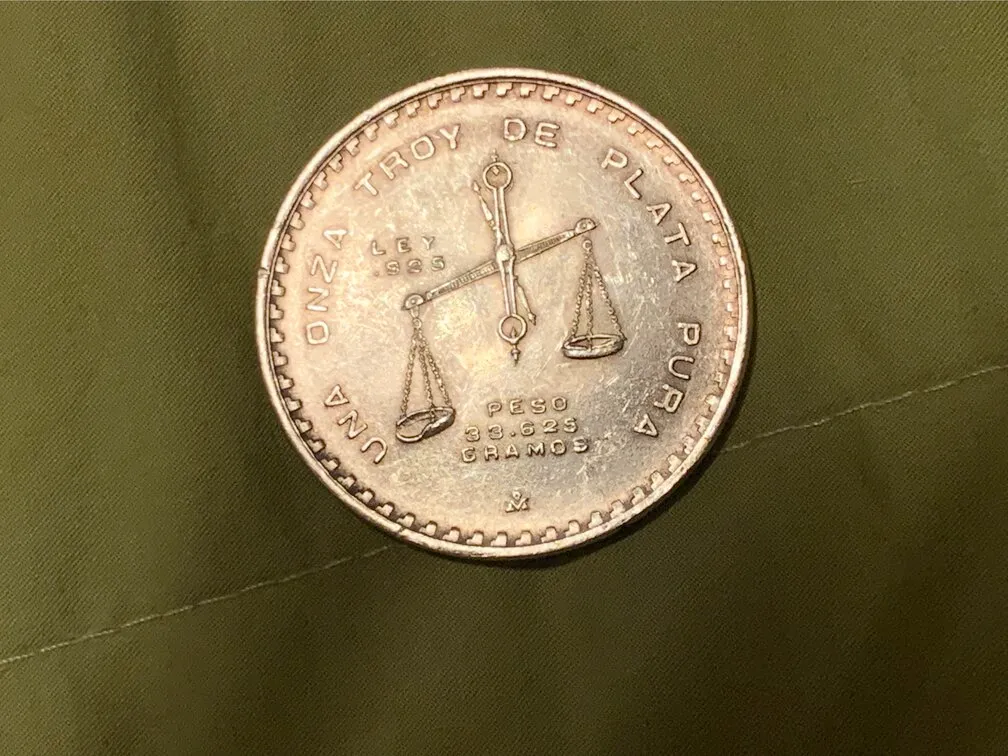 UNA ONZA TROY DE PLATA PURA
LEY
.925
PESO
33.625
GRAMOS
M